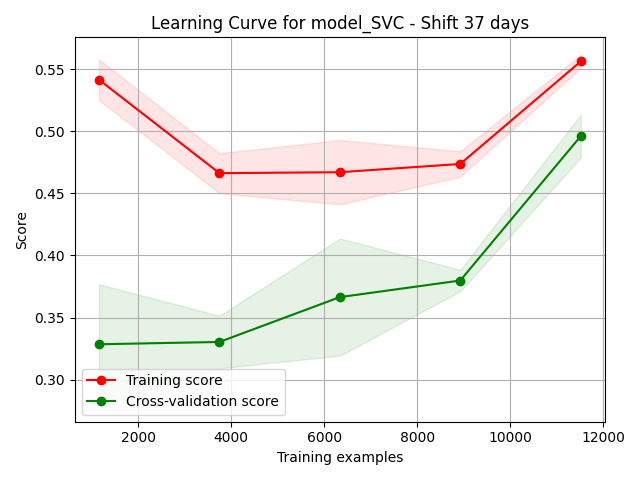 Learning Curve for model_SVC - Shift 37 days
Score
0.55
0.50
0.45
0.40
0.35
0.30
Training score
Cross-validation score
2000 4000 6000 8000 10000 12000
Training examples